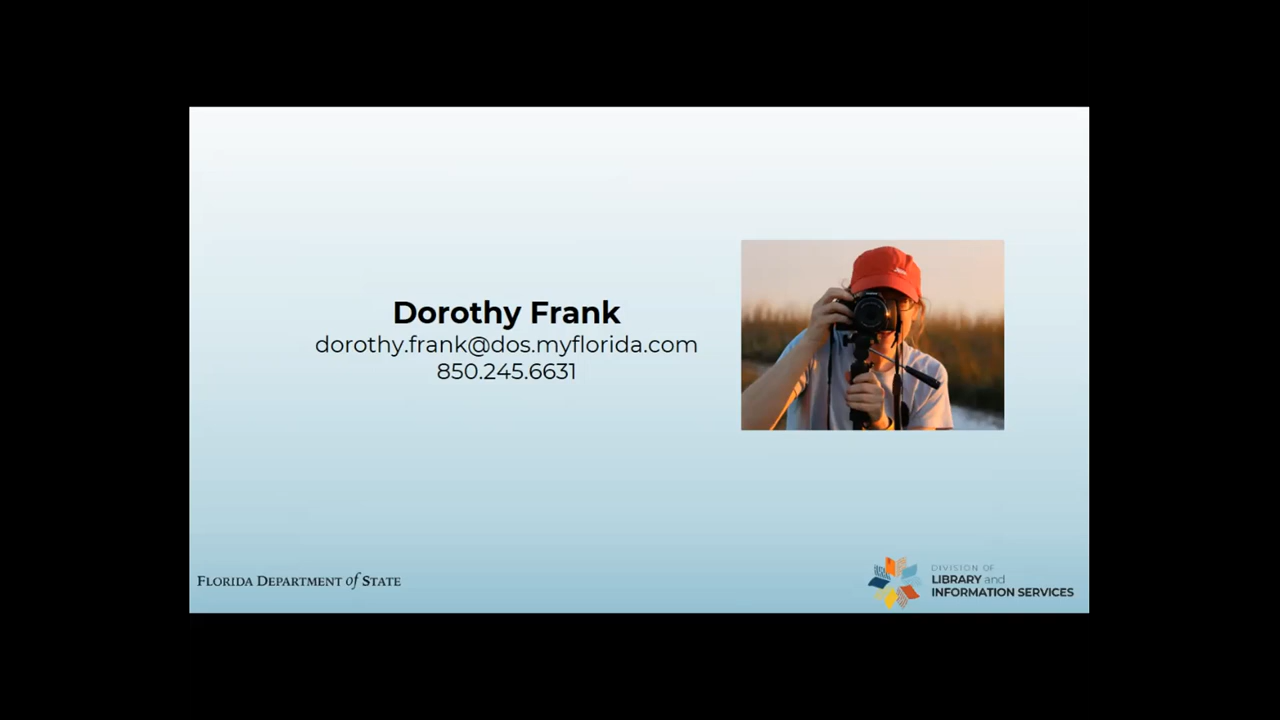 Dorothy Frank
dorothy.frank@dos.myflorida.com
850.245.6631
FLORIDA DEPARTMENT of STATE
DIVISION OF
LIBRARY and
INFORMATION SERVICES